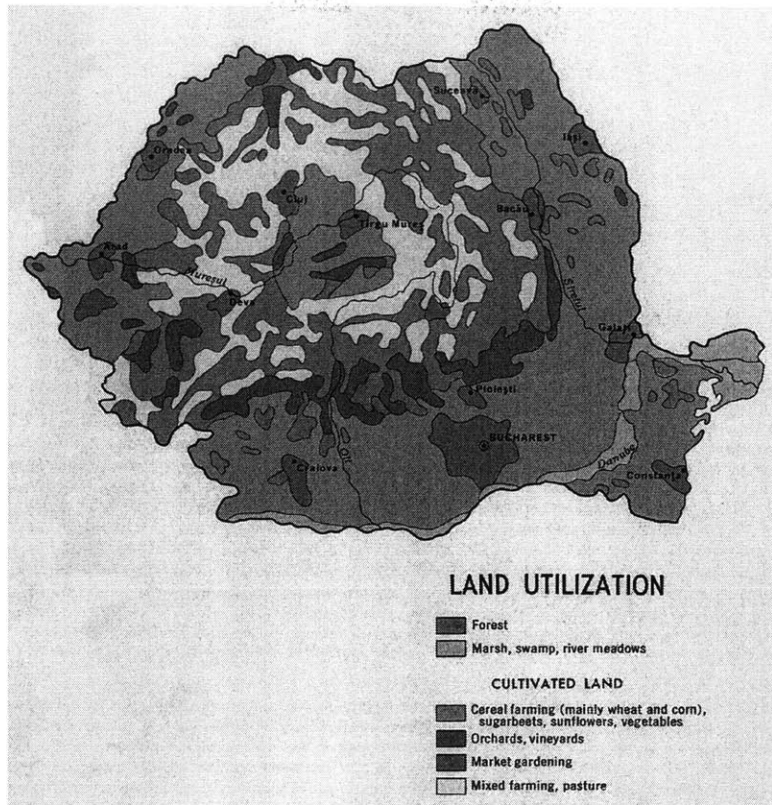 Suceava
Iaşi
Oradea
Cluj
Bacău
Tîrgu Mureş
Arad
Mureşul
Siretul
Deva
Galaţi
Ploieşti
BUCHAREST
Olt
Danube
Craiova
Constanţa
LAND UTILIZATION
Forest
Marsh, swamp, river meadows
CULTIVATED LAND
Cereal farming (mainly wheat and corn),
sugarbeets, sunflowers, vegetables
Orchards, vineyards
Market gardening
Mixed farming, pasture